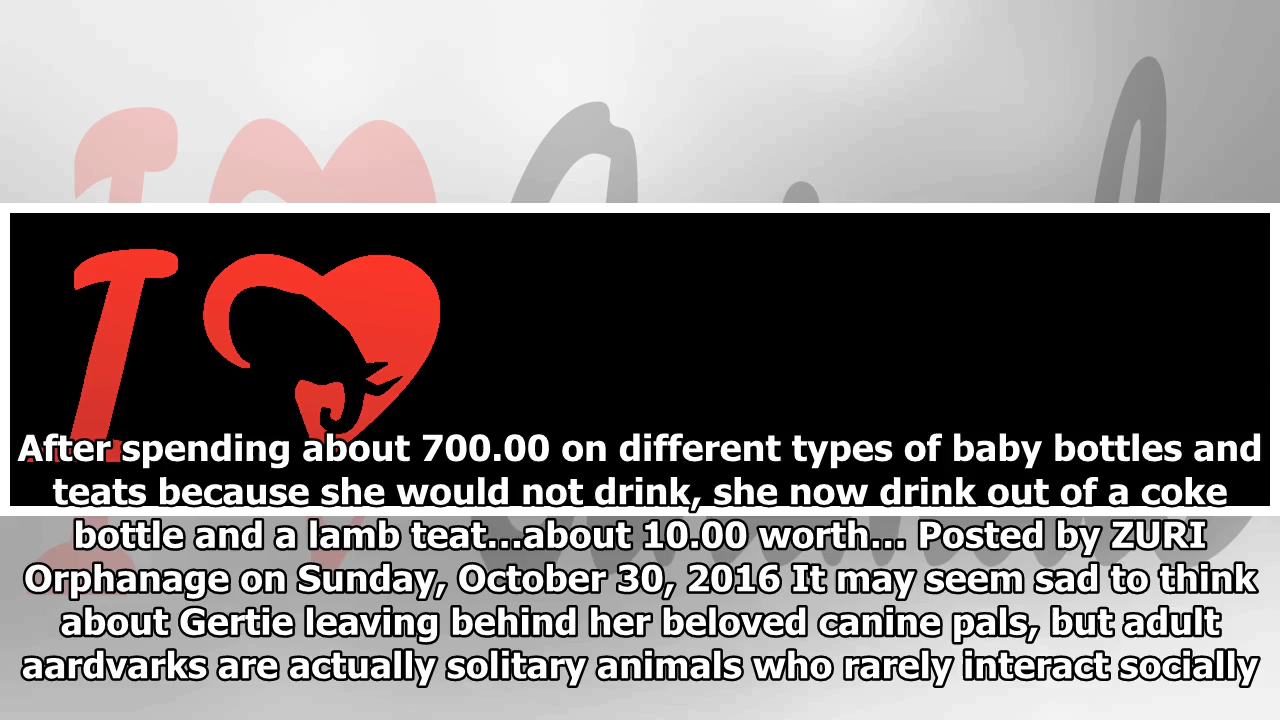 I
After spending about 700.00 on different types of baby bottles and
teats because she would not drink, she now drink out of a coke
bottle and a lamb teat...about 10.00 worth... Posted by ZURI
Orphanage on Sunday, October 30, 2016 It may seem sad to think
about Gertie leaving behind her beloved canine pals, but adult
aardvarks are actually solitary animals who rarely interact socially